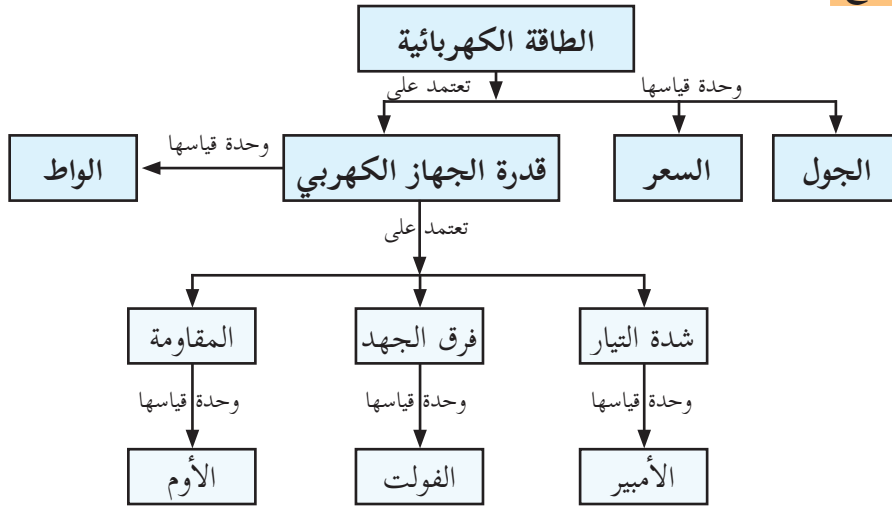 الطاقة الكهربائية
وحدة قياسها
تعتمد على
الجول
السعر
قدرة الجهاز الكهربي
وحدة قياسها
الواط
تعتمد على
شدة التيار
فرق الجهد
المقاومة
وحدة قياسها
وحدة قياسها
وحدة قياسها
الأمبير
الفولت
الأوم